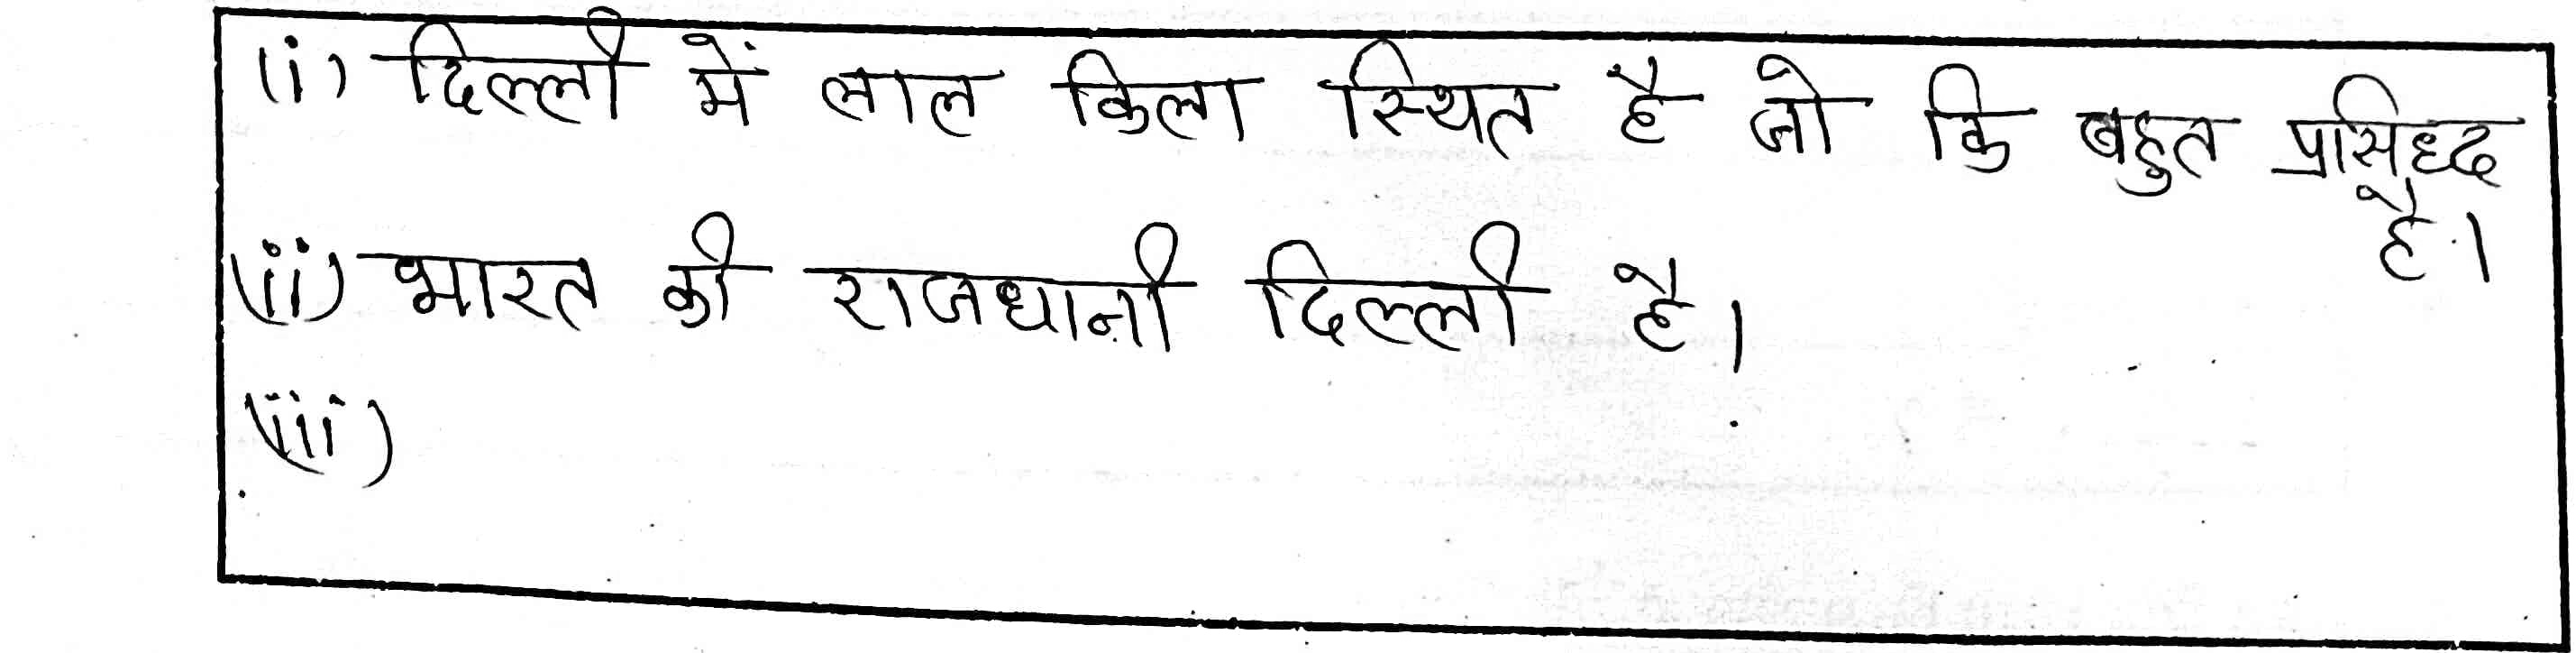 (i) दिल्ली में लाल किला स्थित है जो कि बहुत प्रसिध्द
है।
(ii) भारत की राजधानी दिल्ली है।
(iii)